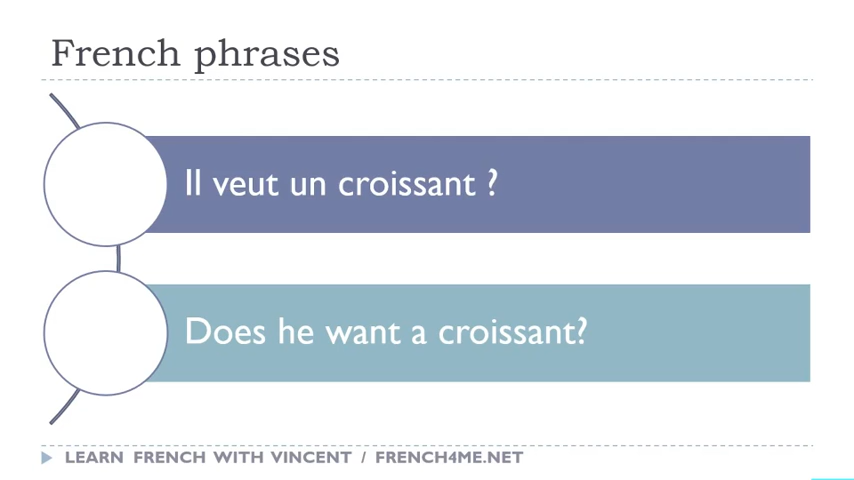 French phrases
Il veut un croissant ?
Does he want a croissant?
LEARN FRENCH WITH VINCENT / FRENCH4ME.NET